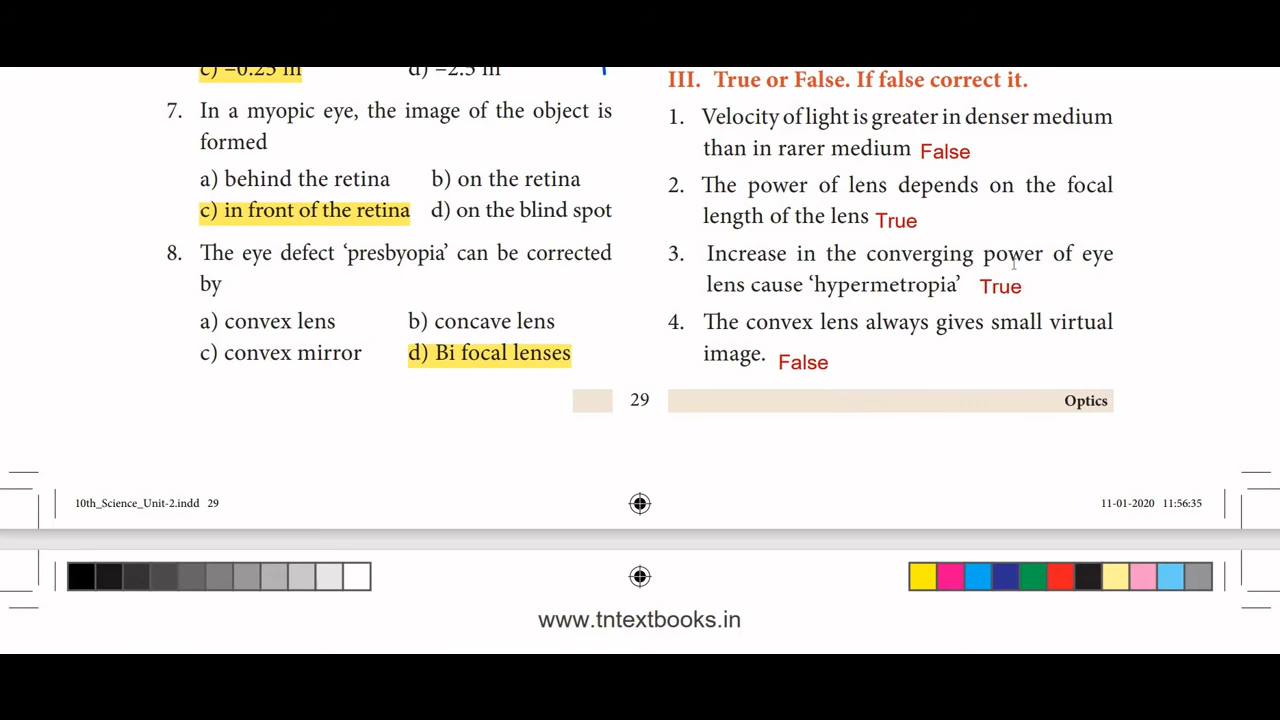 c) –0.25 m d) –2.5 m
7. In a myopic eye, the image of the object is
formed
a) behind the retina b) on the retina
c) in front of the retina d) on the blind spot
8. The eye defect ‘presbyopia’ can be corrected
by
a) convex lens b) concave lens
c) convex mirror d) Bi focal lenses
III. True or False. If false correct it.
1. Velocity of light is greater in denser medium
than in rarer medium False
2. The power of lens depends on the focal
length of the lens True
3. Increase in the converging power of eye
lens cause ‘hypermetropia’ True
4. The convex lens always gives small virtual
image. False
29 Optics
10th_Science_Unit-2.indd 29 11-01-2020 11:56:35
www.tntextbooks.in